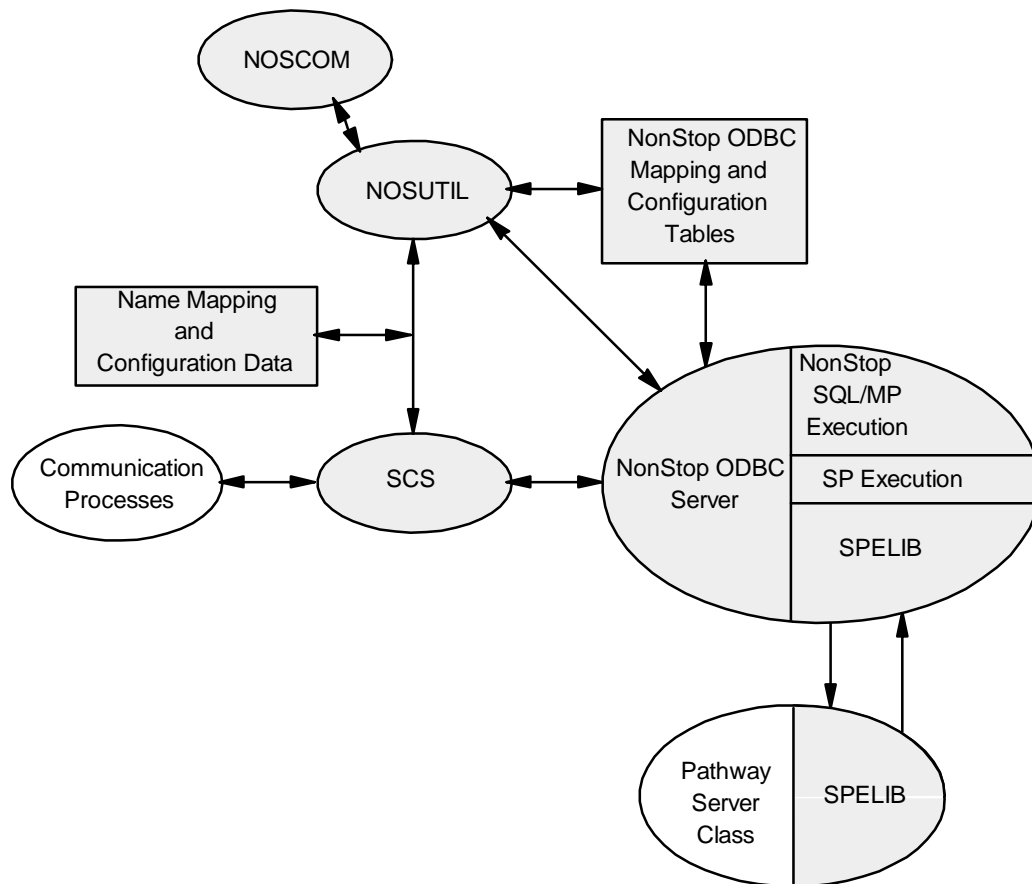 NOSCOM
NOSUTIL
NonStop ODBC
Mapping and
Configuration
Tables
Name Mapping
and
Configuration Data
Communication
Processes
SCS
NonStop ODBC
Server
NonStop
SQL/MP
Execution
SP Execution
SPELIB
Pathway
Server
Class
SPELIB